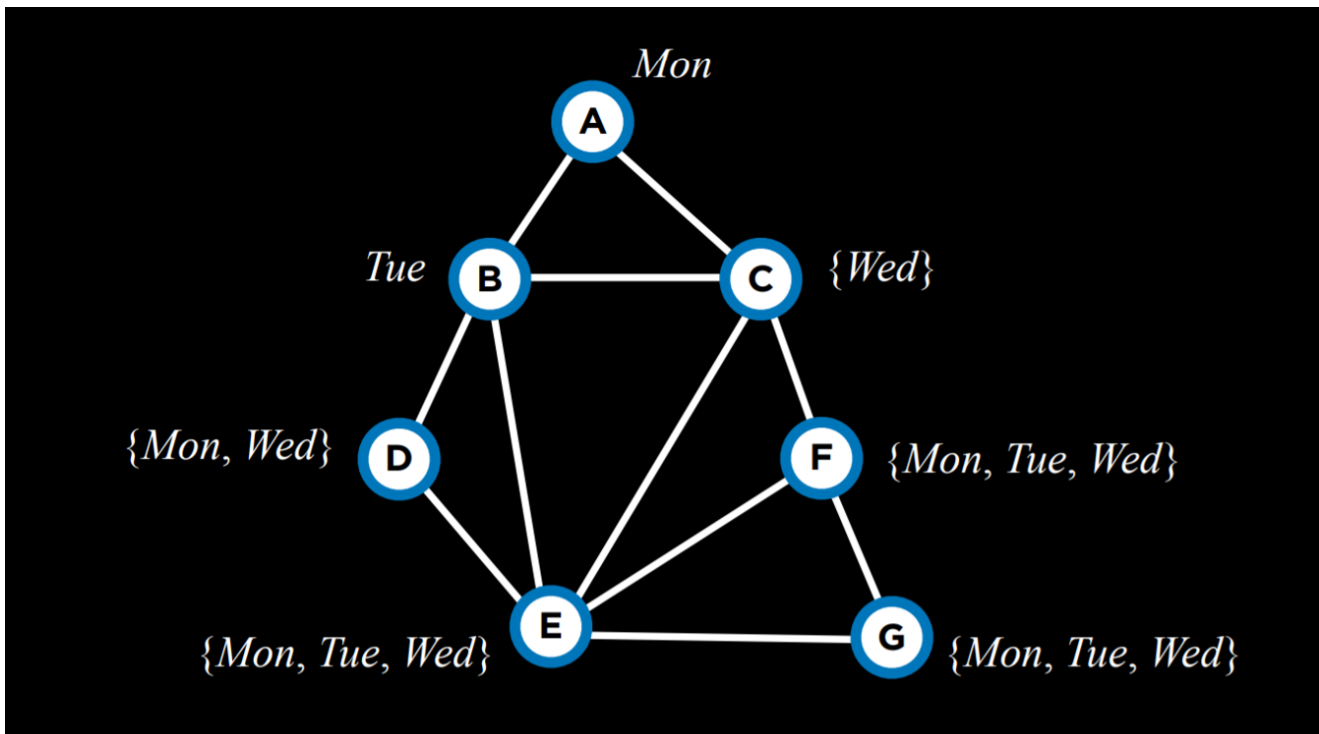 Mon
A
Tue
B
C
{Wed}
{Mon, Wed}
D
F
{Mon, Tue, Wed}
{Mon, Tue, Wed}
E
G
{Mon, Tue, Wed}